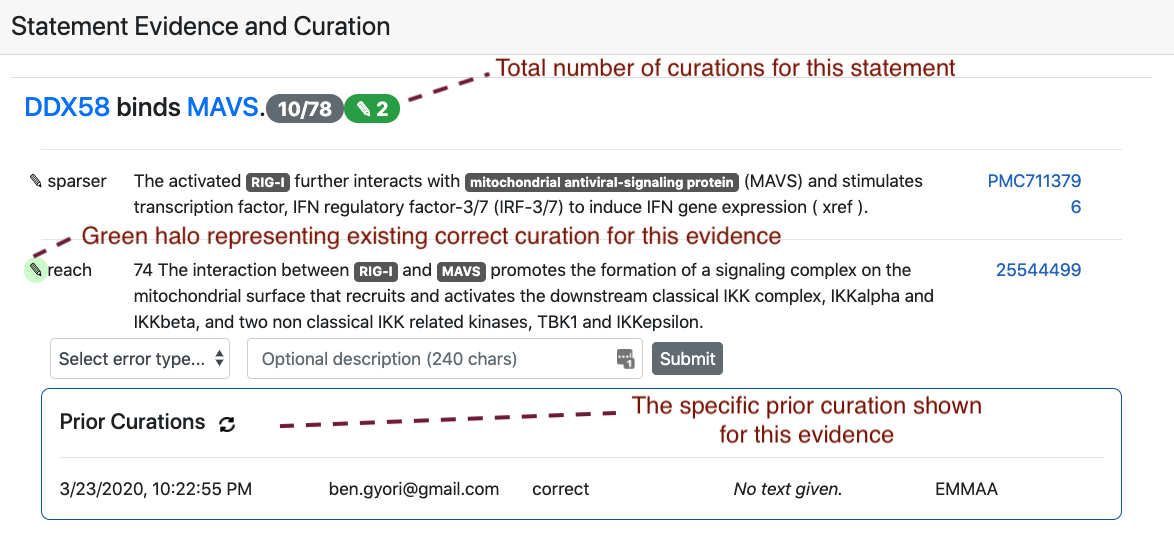 Statement Evidence and Curation
Total number of curations for this statement
DDX58 binds MAVS. 10/78 ✎ 2
✎ sparser The activated RIG-I further interacts with mitochondrial antiviral-signaling protein (MAVS) and stimulates PMC711379
transcription factor, IFN regulatory factor-3/7 (IRF-3/7) to induce IFN gene expression ( xref ). 6
Green halo representing existing correct curation for this evidence
✎ reach 74 The interaction between RIG-I and MAVS promotes the formation of a signaling complex on the 25544499
mitochondrial surface that recruits and activates the downstream classical IKK complex, IKKalpha and
IKKbeta, and two non classical IKK related kinases, TBK1 and IKKepsilon.
Select error type... Optional description (240 chars) 1 Submit
The specific prior curation shown
Prior Curations
for this evidence
3/23/2020, 10:22:55 PM ben.gyori@gmail.com correct No text given. EMMAA